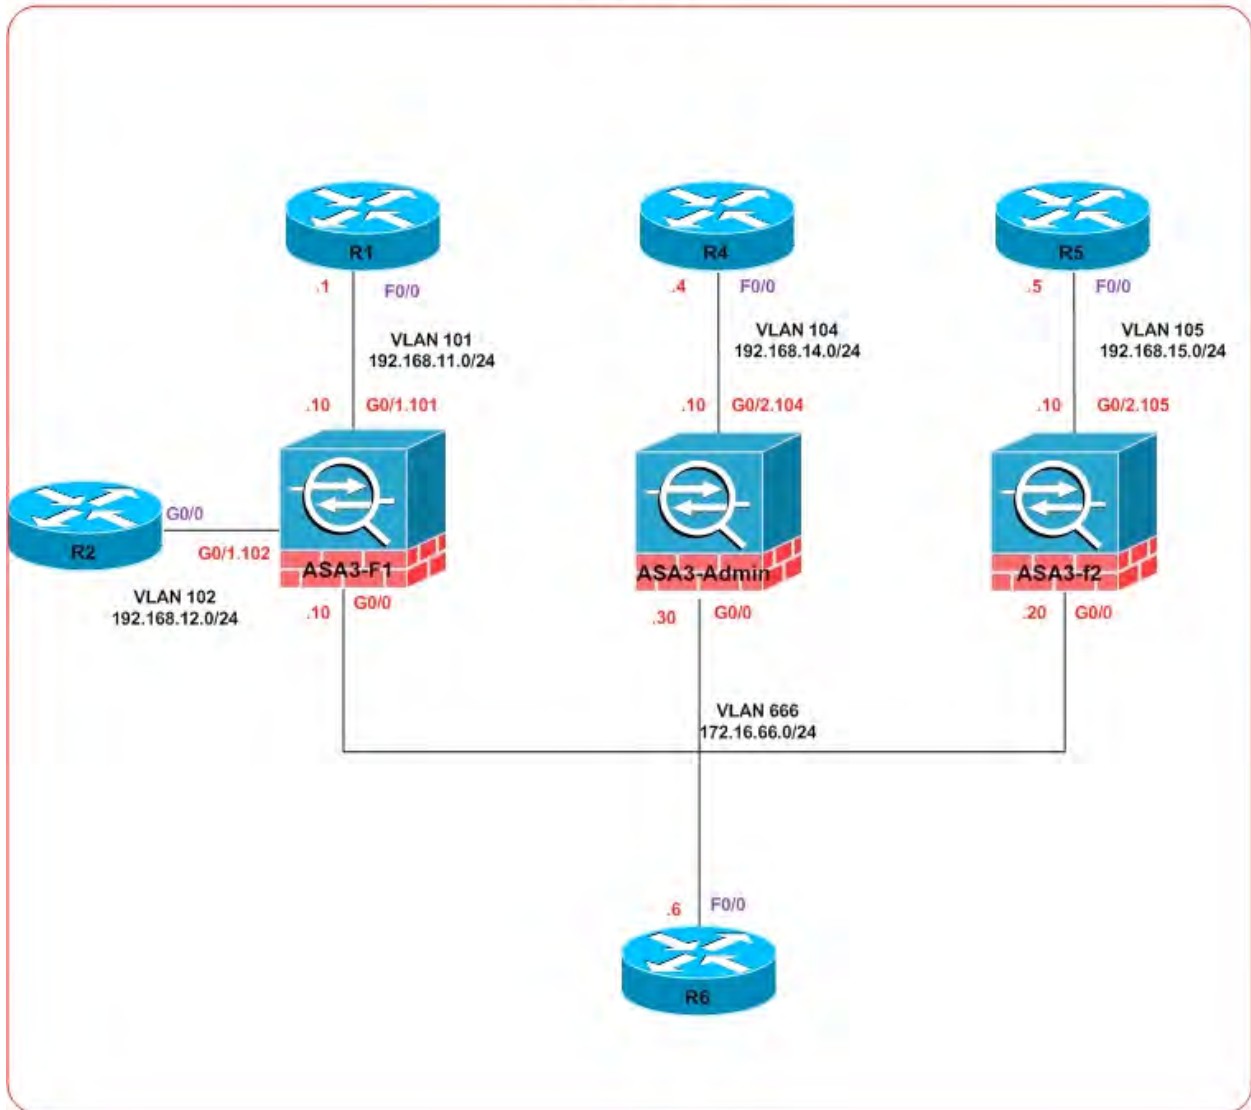 R1
R4
R5
.1
F0/0
.4
F0/0
.5
F0/0
VLAN 101
192.168.11.0/24
VLAN 104
192.168.14.0/24
VLAN 105
192.168.15.0/24
.10
G0/1.101
.10
G0/2.104
.10
G0/2.105
G0/0
R2
G0/1.102
ASA3-F1
ASA3-Admin
ASA3-f2
VLAN 102
192.168.12.0/24
.10
G0/0
.30
G0/0
.20
G0/0
VLAN 666
172.16.66.0/24
.6
F0/0
R6